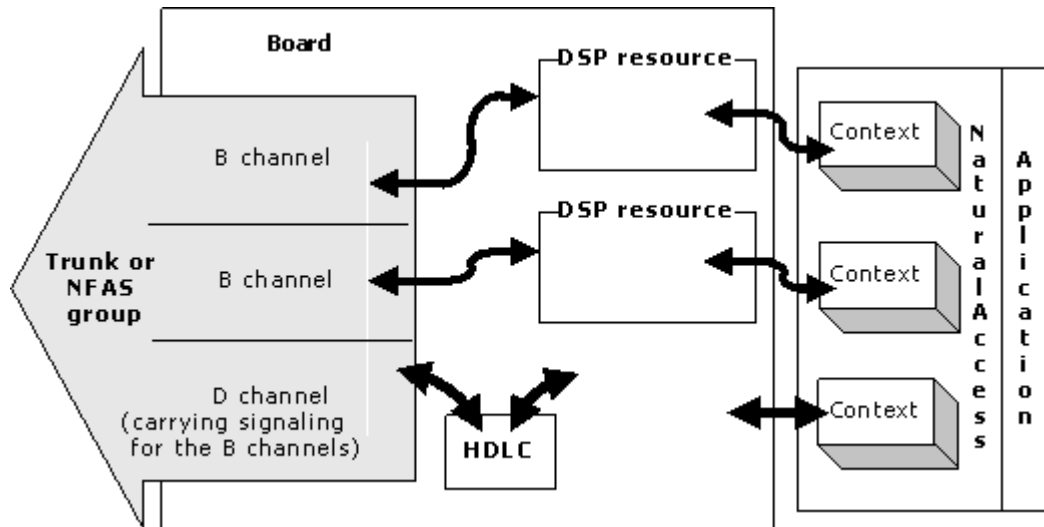 Board
DSP resource
B channel
Context
DSP resource
Trunk or
NFAS
group
B channel
Context
D channel
(carrying signaling
for the B channels)
HDLC
Context
NaturalAccess
Application